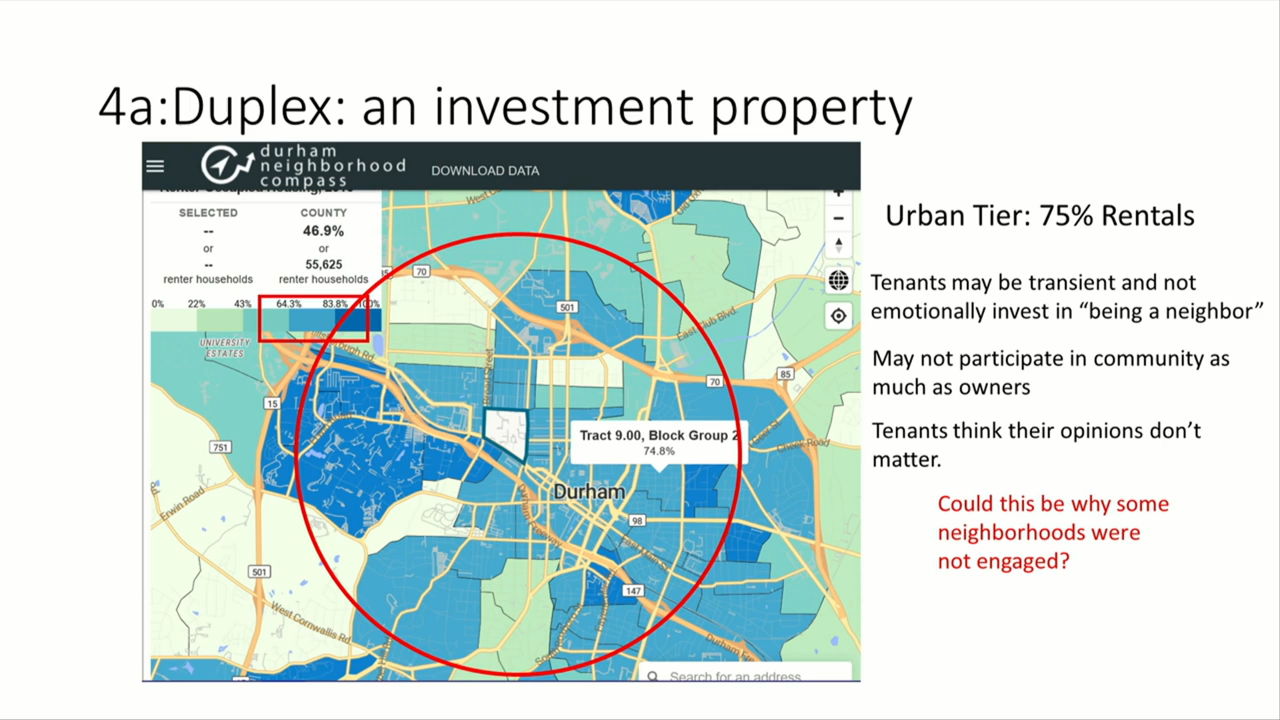 4a:Duplex: an investment property
durham
neighborhood
compass
DOWNLOAD DATA
SELECTED
COUNTY
--
46.9%
or
or
--
55,625
renter households
renter households
0%
22%
43%
64.3%
83.8%
100%
UNIVERSITY
ESTATES
70
501
East Club Blvd
70
85
15
751
Erwin Road
501
West Cornwallis Rd
Tract 9.00, Block Group 2
74.8%
Durham
98
147
Search for an address
Urban Tier: 75% Rentals
Tenants may be transient and not
emotionally invest in “being a neighbor”
May not participate in community as
much as owners
Tenants think their opinions don’t
matter.
Could this be why some
neighborhoods were
not engaged?